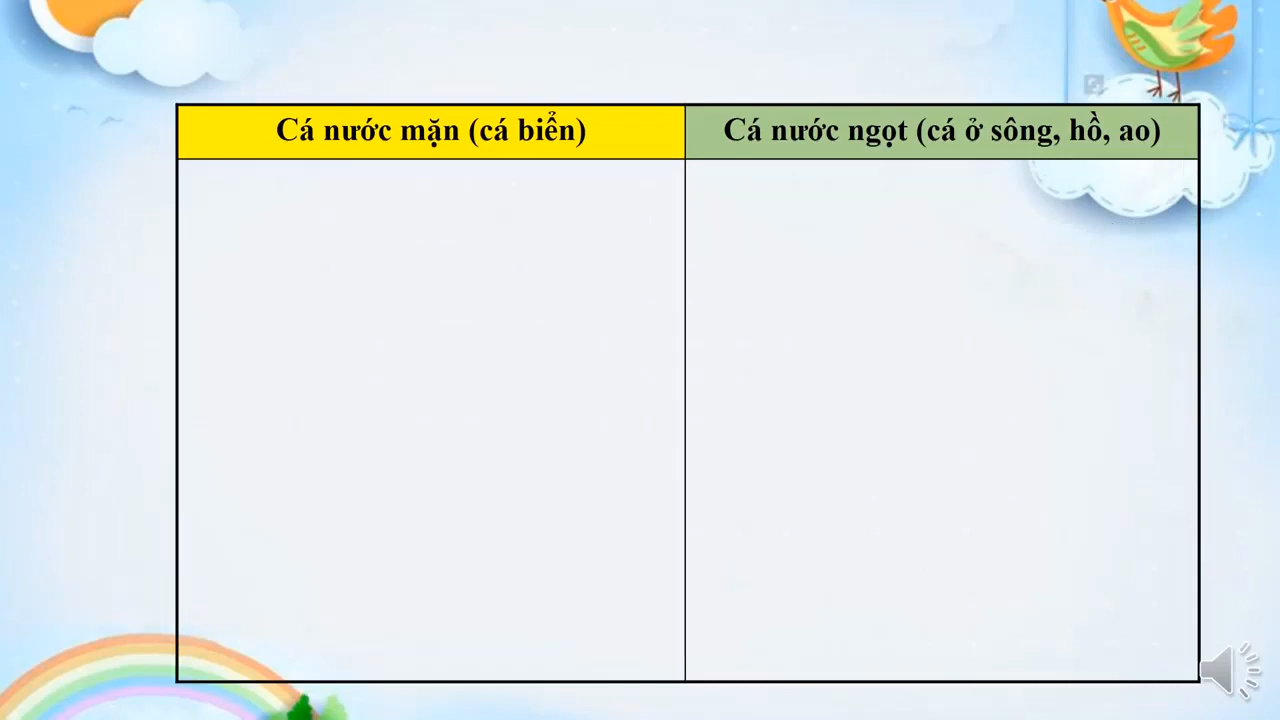 Cá nước mặn (cá biển)
Cá nước ngọt (cá ở sông, hồ, ao)